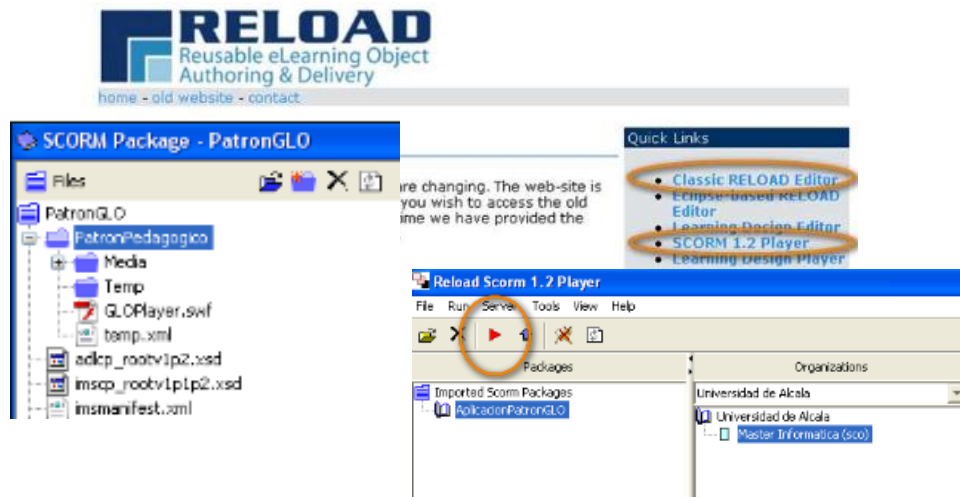 RELOAD
Reusable eLearning Object
Authoring & Delivery
home - old website - contact
SCORM Package - PatronGLO
Files
PatronGLO
PatronPedagogico
Media
Temp
GLOPlayer.swf
temp.xml
adlcp_rootv1p2.xsd
imscp_rootv1p1p2.xsd
imsmanifest.xml
re changing. The web-site is
you wish to access the old
me we have provided the
Quick Links
Classic RELOAD Editor
Eclipse-based RELOAD
Editor
Learning Design Editor
SCORM 1.2 Player
Learning Design Player
Reload Scorm 1.2 Player
File Run Server Tools View Help
Packages
Imported Scorm Packages
AplicacionPatronGLO
Organizations
Universidad de Alcala
Universidad de Alcala
Master Informatica (sco)